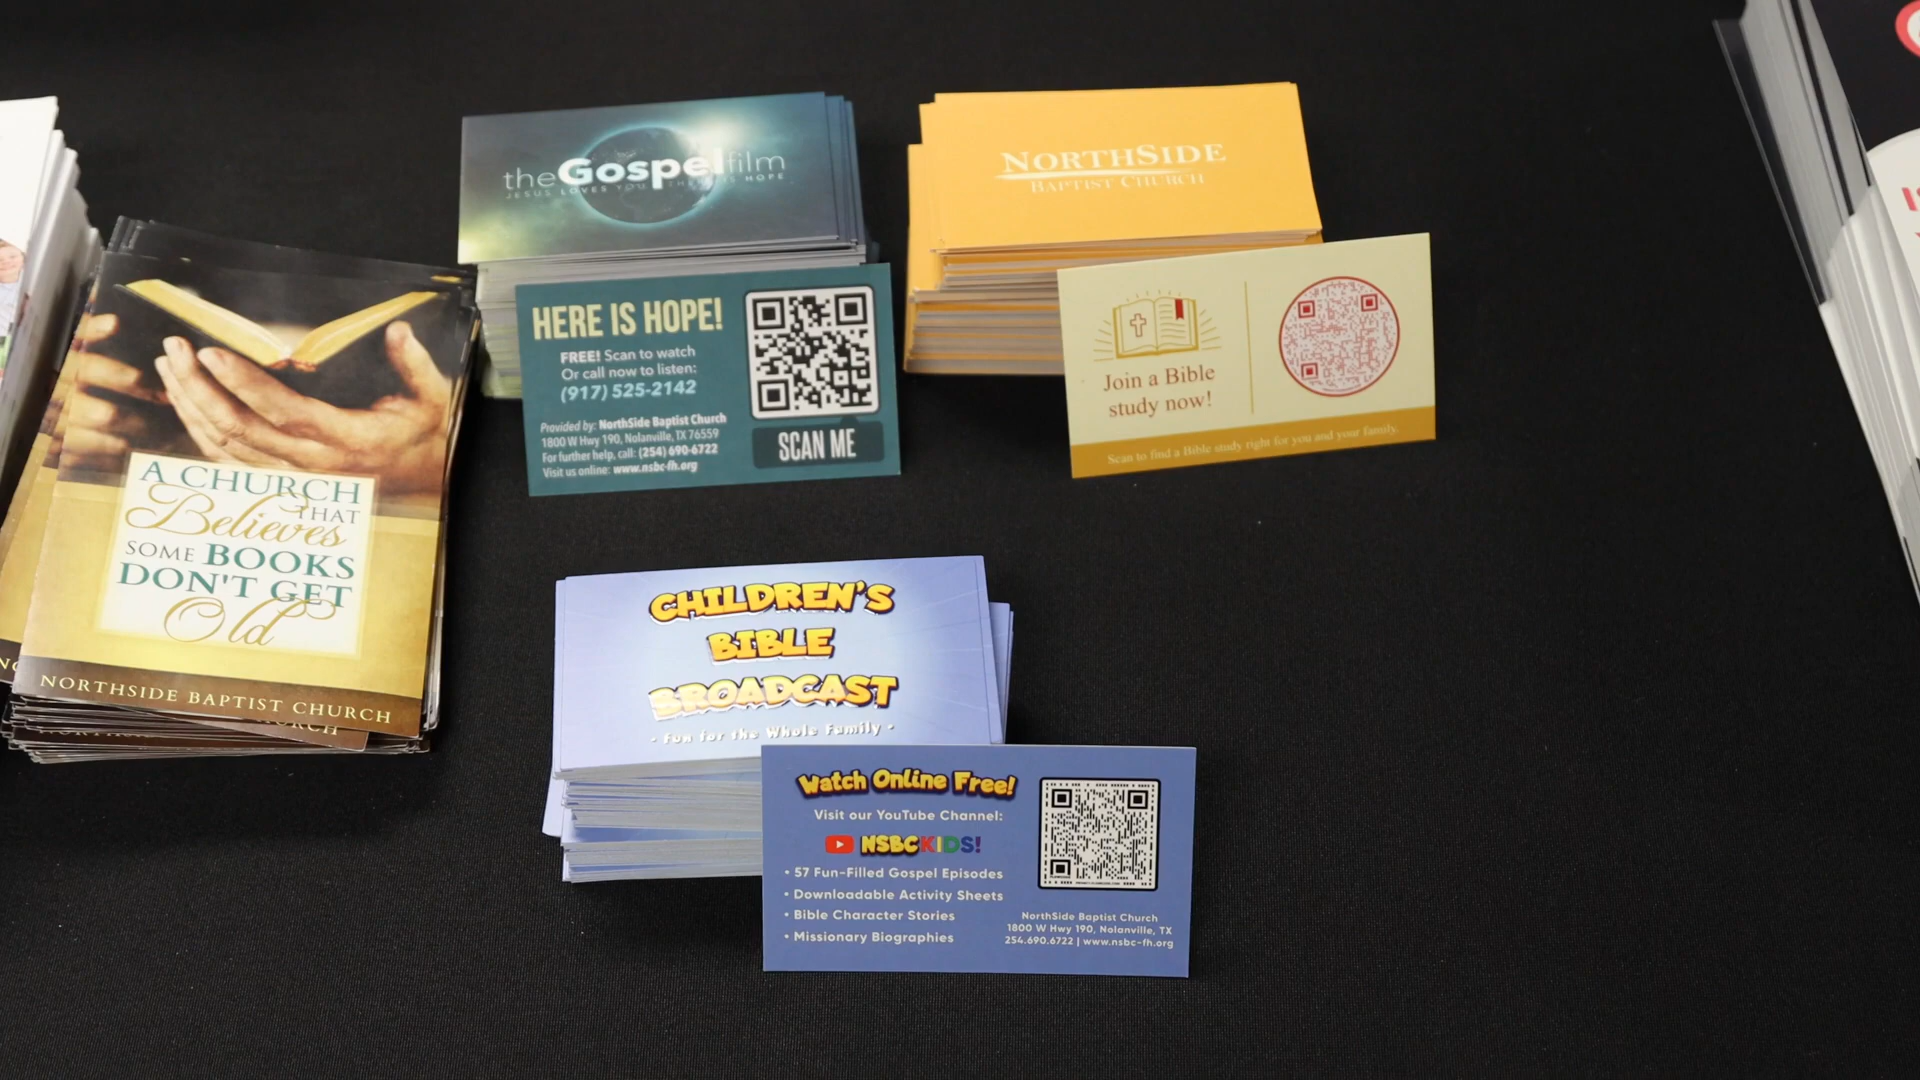 theGospelfilm
JESUS LOVES YOU THERE IS HOPE
HERE IS HOPE!
FREE! Scan to watch
Or call now to listen:
(917) 525-2142
Provided by: NorthSide Baptist Church
1800 W Hwy 190, Nolanville, TX 76559
For further help, call: (254) 690-6722
Visit us online: www.nsbc-fh.org
SCAN ME
NORTHSIDE
BAPTIST CHURCH
Join a Bible
study now!
Scan to find a Bible study right for you and your family.
A CHURCH
THAT
Believes
SOME BOOKS
DON'T GET
Old
NORTHSIDE BAPTIST CHURCH
CHILDREN'S
BIBLE
BROADCAST
• Fun for the Whole Family •
Watch Online Free!
Visit our YouTube Channel:
NSBCKIDS!
• 57 Fun-Filled Gospel Episodes
• Downloadable Activity Sheets
• Bible Character Stories
• Missionary Biographies
NorthSide Baptist Church
1800 W Hwy 190, Nolanville, TX
254.690.6722 | www.nsbc-fh.org